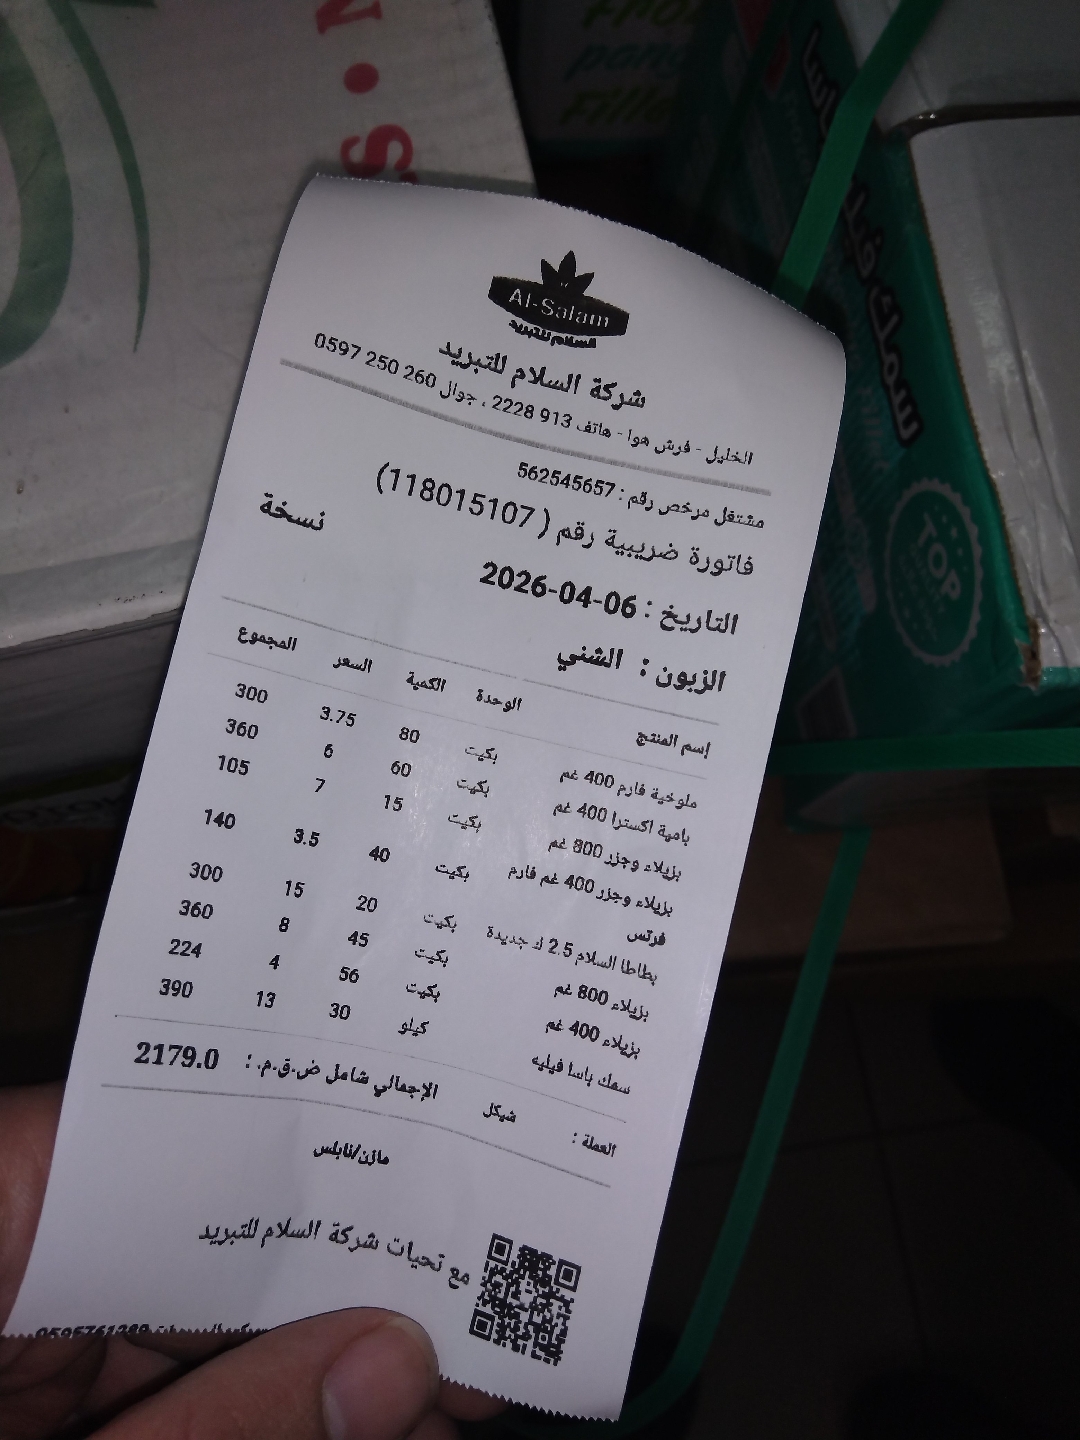 S.N
pang
TOP
سمك فيليه باسا
Al-Salam
السلام للتبريد
شركة السلام للتبريد
الخليل - فرش هوا - هاتف 913 2228 ، جوال 260 250 0597
مشتغل مرخص رقم : 562545657
فاتورة ضريبية رقم ( 118015107)
نسخة
التاريخ : 2026-04-06
الزبون : الشني
إسم المنتج الوحدة الكمية السعر المجموع
ملوخية فارم 400 غم بكيت 80 3.75 300
بامية اكسترا 400 غم بكيت 60 6 360
بزيلاء وجزر 800 غم بكيت 15 7 105
بزيلاء وجزر 400 غم فارم فرتس بكيت 40 3.5 140
بطاطا السلام 2.5 ك جديدة بكيت 20 15 300
بزيلاء 800 غم بكيت 45 8 360
بزيلاء 400 غم بكيت 56 4 224
سمك باسا فيليه كيلو 30 13 390
العملة : شيكل الإجمالي شامل ض.ق.م. : 2179.0
مازن/نابلس
مع تحيات شركة السلام للتبريد